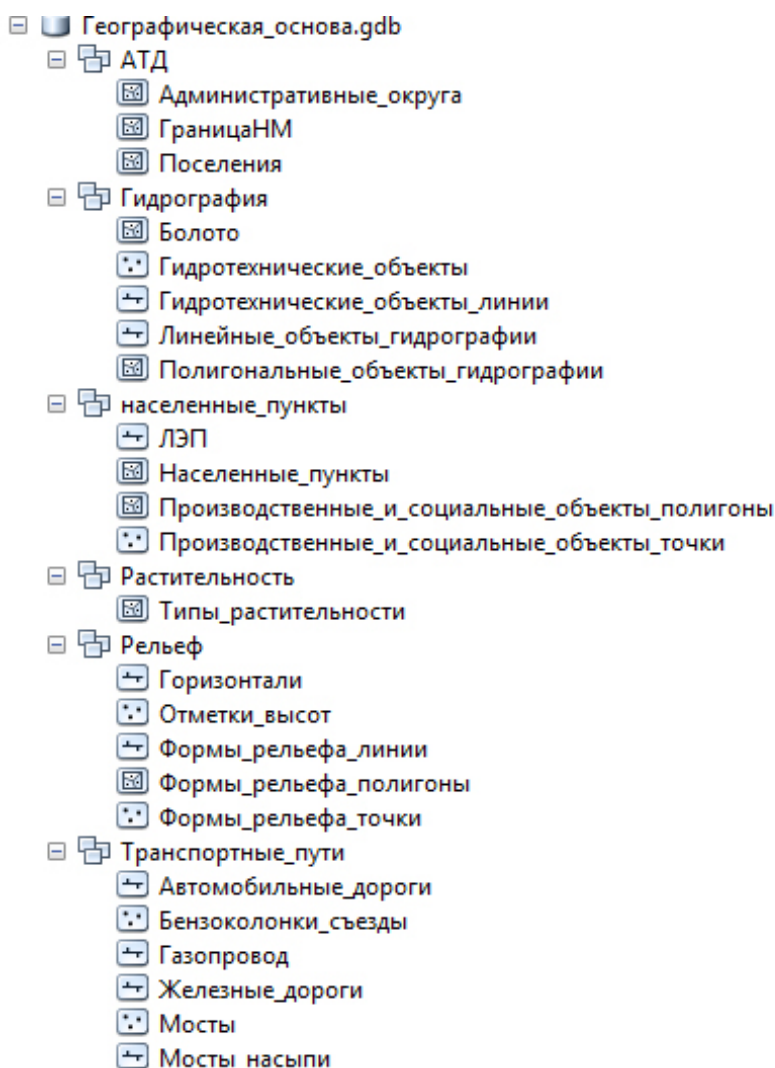 Географическая_основа.gdb
АТД
Административные_округа
ГраницаНМ
Поселения
Гидрография
Болото
Гидротехнические_объекты
Гидротехнические_объекты_линии
Линейные_объекты_гидрографии
Полигональные_объекты_гидрографии
населенные_пункты
ЛЭП
Населенные_пункты
Производственные_и_социальные_объекты_полигоны
Производственные_и_социальные_объекты_точки
Растительность
Типы_растительности
Рельеф
Горизонтали
Отметки_высот
Формы_рельефа_линии
Формы_рельефа_полигоны
Формы_рельефа_точки
Транспортные_пути
Автомобильные_дороги
Бензоколонки_съезды
Газопровод
Железные_дороги
Мосты
Мосты_насыпи